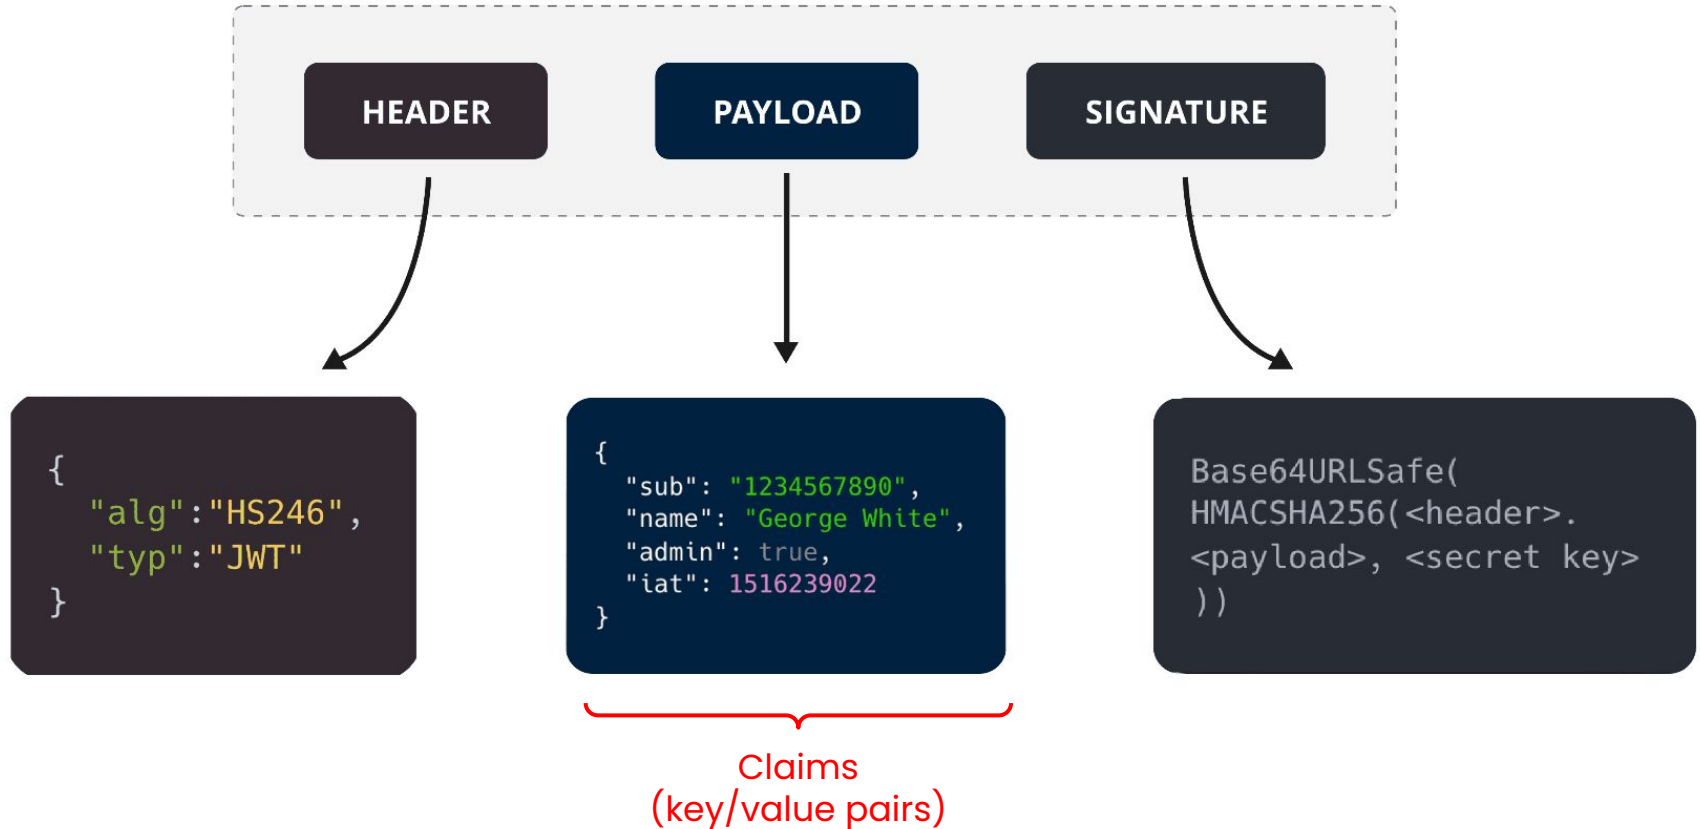 HEADER
PAYLOAD
SIGNATURE
{
"alg":"HS246",
"typ":"JWT"
}
{
"sub": "1234567890",
"name": "George White",
"admin": true,
"iat": 1516239022
}
Base64URLSafe(
HMACSHA256(<header>.
<payload>, <secret key>
))
Claims
(key/value pairs)